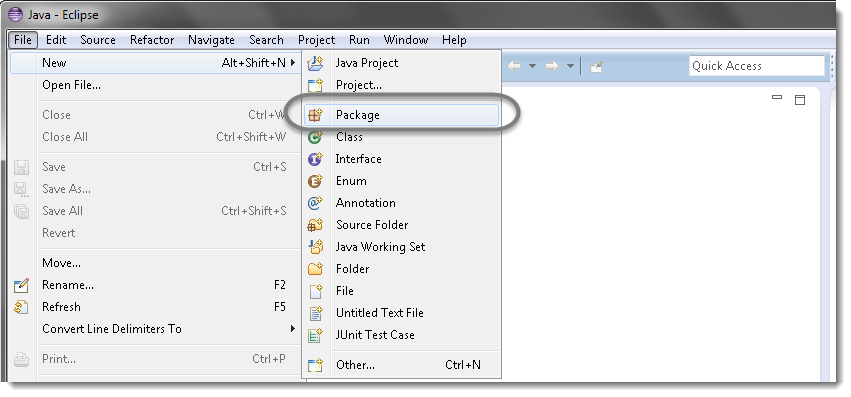 Java - Eclipse
File Edit Source Refactor Navigate Search Project Run Window Help
New Alt+Shift+N
Open File...
Close Ctrl+W
Close All Ctrl+Shift+W
Save Ctrl+S
Save As...
Save All Ctrl+Shift+S
Revert
Move...
Rename... F2
Refresh F5
Convert Line Delimiters To
Print... Ctrl+P
Java Project
Project...
Package
Class
Interface
Enum
Annotation
Source Folder
Java Working Set
Folder
File
Untitled Text File
JUnit Test Case
Other... Ctrl+N
Quick Access